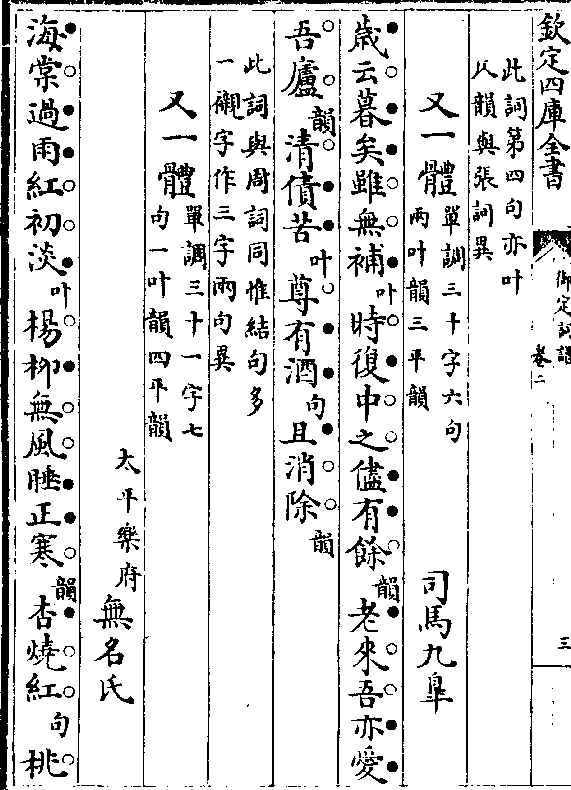 欽定四庫全書 御定詞譜 卷二 三
此詞第四句亦叶
仄韻與張詞異
又一體 單調三十字六句 兩叶韻三平韻 司馬九臯
歲云暮矣雖無補叶時復中之儘有餘韻老來吾亦愛
吾廬韻清債苦叶尊有酒句且消除韻
此詞與周詞同惟結句多
一襯字作三字兩句異
又一體 單調三十一字七 句一叶韻四平韻
太平樂府無名氏
海棠過雨紅初淡叶楊柳無風睡正寒韻杏燒紅句桃